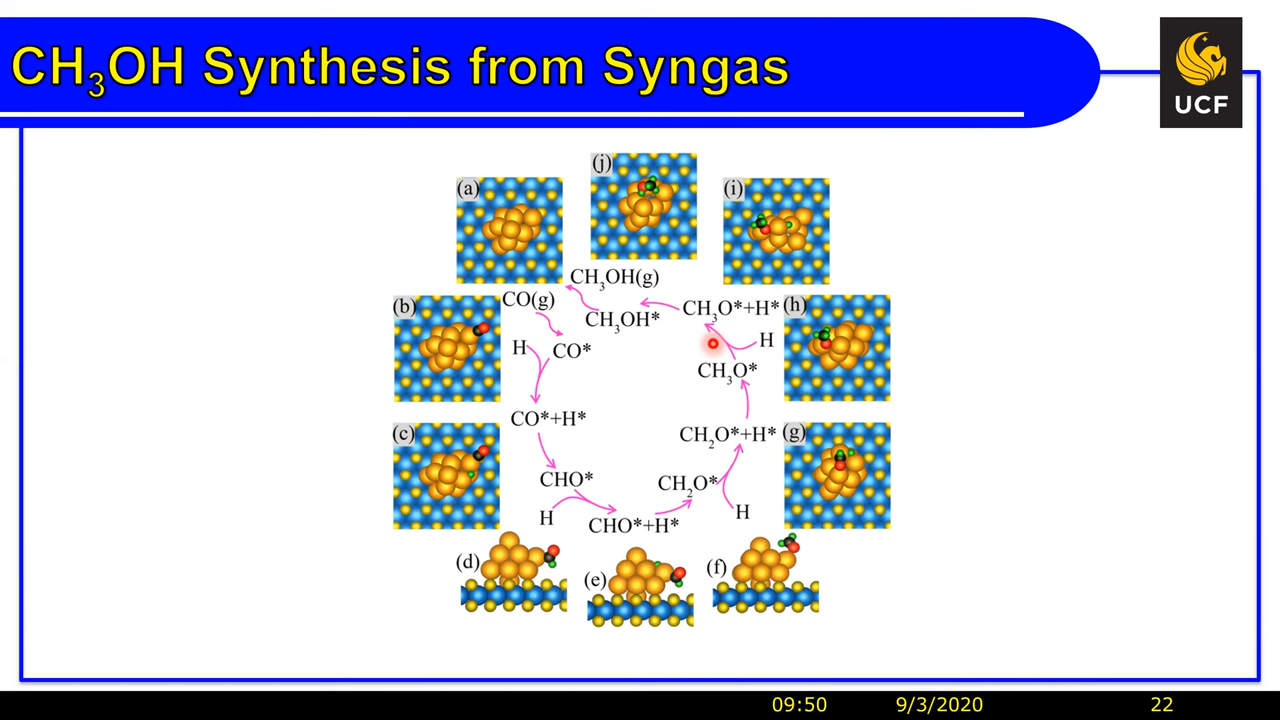 CH₃OH Synthesis from Syngas
UCF
(a)
(j)
(i)
CH₃OH(g)
CO(g)
CH₃OH*
CH₃O*+H*
(h)
(b)
H
CO*
H
CH₃O*
CO*+H*
CH₂O*+H*
(g)
(c)
CHO*
CH₂O*
H
CHO*+H*
H
(d)
(e)
(f)
09:50 9/3/2020 22